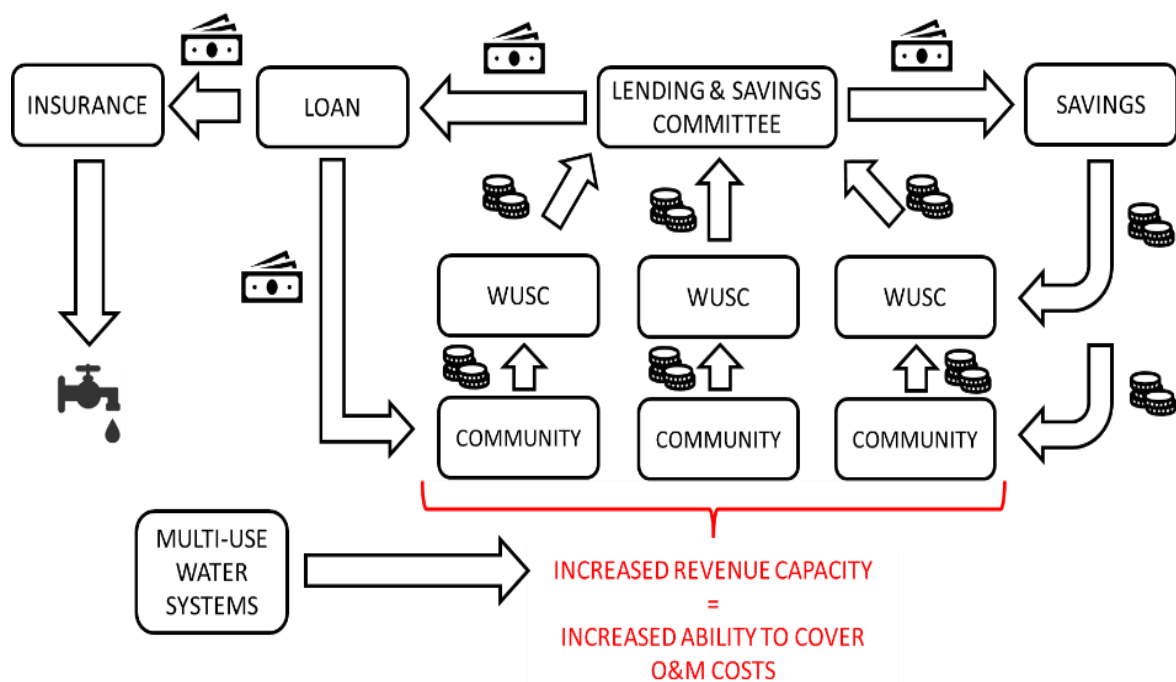 INSURANCE
LOAN
LENDING & SAVINGS
COMMITTEE
SAVINGS
WUSC
WUSC
WUSC
COMMUNITY
COMMUNITY
COMMUNITY
MULTI-USE
WATER
SYSTEMS
INCREASED REVENUE CAPACITY
=
INCREASED ABILITY TO COVER
O&M COSTS